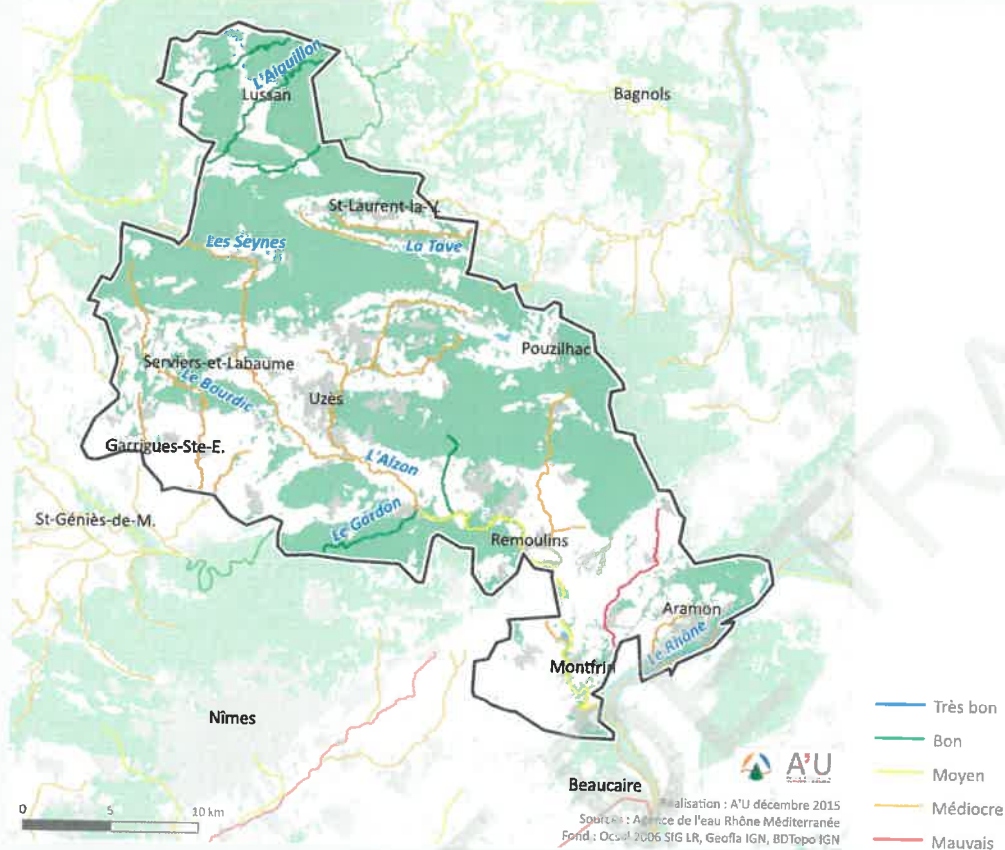 L'Aiguillon
Lussan
Bagnols
St-Laurent-la-V.
Les Seynes
La Tave
Pouzilhac
Serviers-et-Labaume
Le Bourdic
Uzès
Garrigues-Ste-E.
L'Alzon
Le Gardon
St-Géniès-de-M.
Remoulins
Aramon
Le Rhône
Montfrin
Nîmes
Beaucaire
0 5 10 km
A'U
Réalisation : A'U décembre 2015
Sources : Agence de l'eau Rhône Méditerranée
Fond : Ocsol 2006 SIG LR, Geofla IGN, BDTopo IGN
Très bon
Bon
Moyen
Médiocre
Mauvais